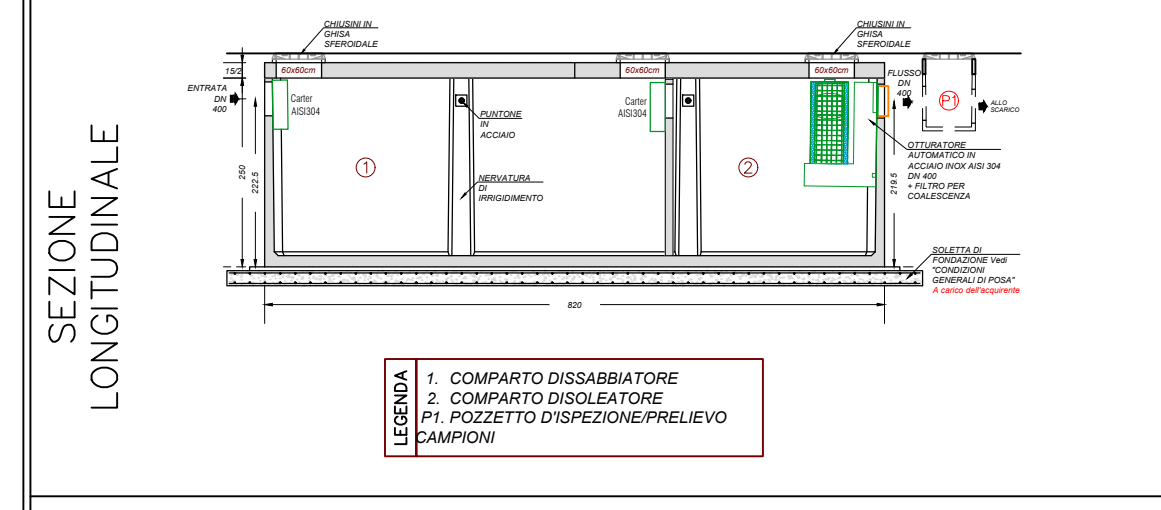 SEZIONE
LONGITUDINALE
CHIUSINI IN
GHISA
SFEROIDALE
CHIUSINI IN
GHISA
SFEROIDALE
15/2
60x60cm
60x60cm
60x60cm
ENTRATA
DN
400
Carter
AISI304
PUNTONE
IN
ACCIAIO
Carter
AISI304
FLUSSO
DN
400
P1
ALLO
SCARICO
OTTURATORE
AUTOMATICO IN
ACCIAIO INOX AISI 304
DN 400
+ FILTRO PER
COALESCENZA
1
2
250
222.5
219.5
NERVATURA
DI
IRRIGIDIMENTO
SOLETTA DI
FONDAZIONE Vedi
"CONDIZIONI
GENERALI DI POSA"
A carico dell'acquirente
820
LEGENDA
1. COMPARTO DISSABBIATORE
2. COMPARTO DISOLEATORE
P1. POZZETTO D'ISPEZIONE/PRELIEVO
CAMPIONI